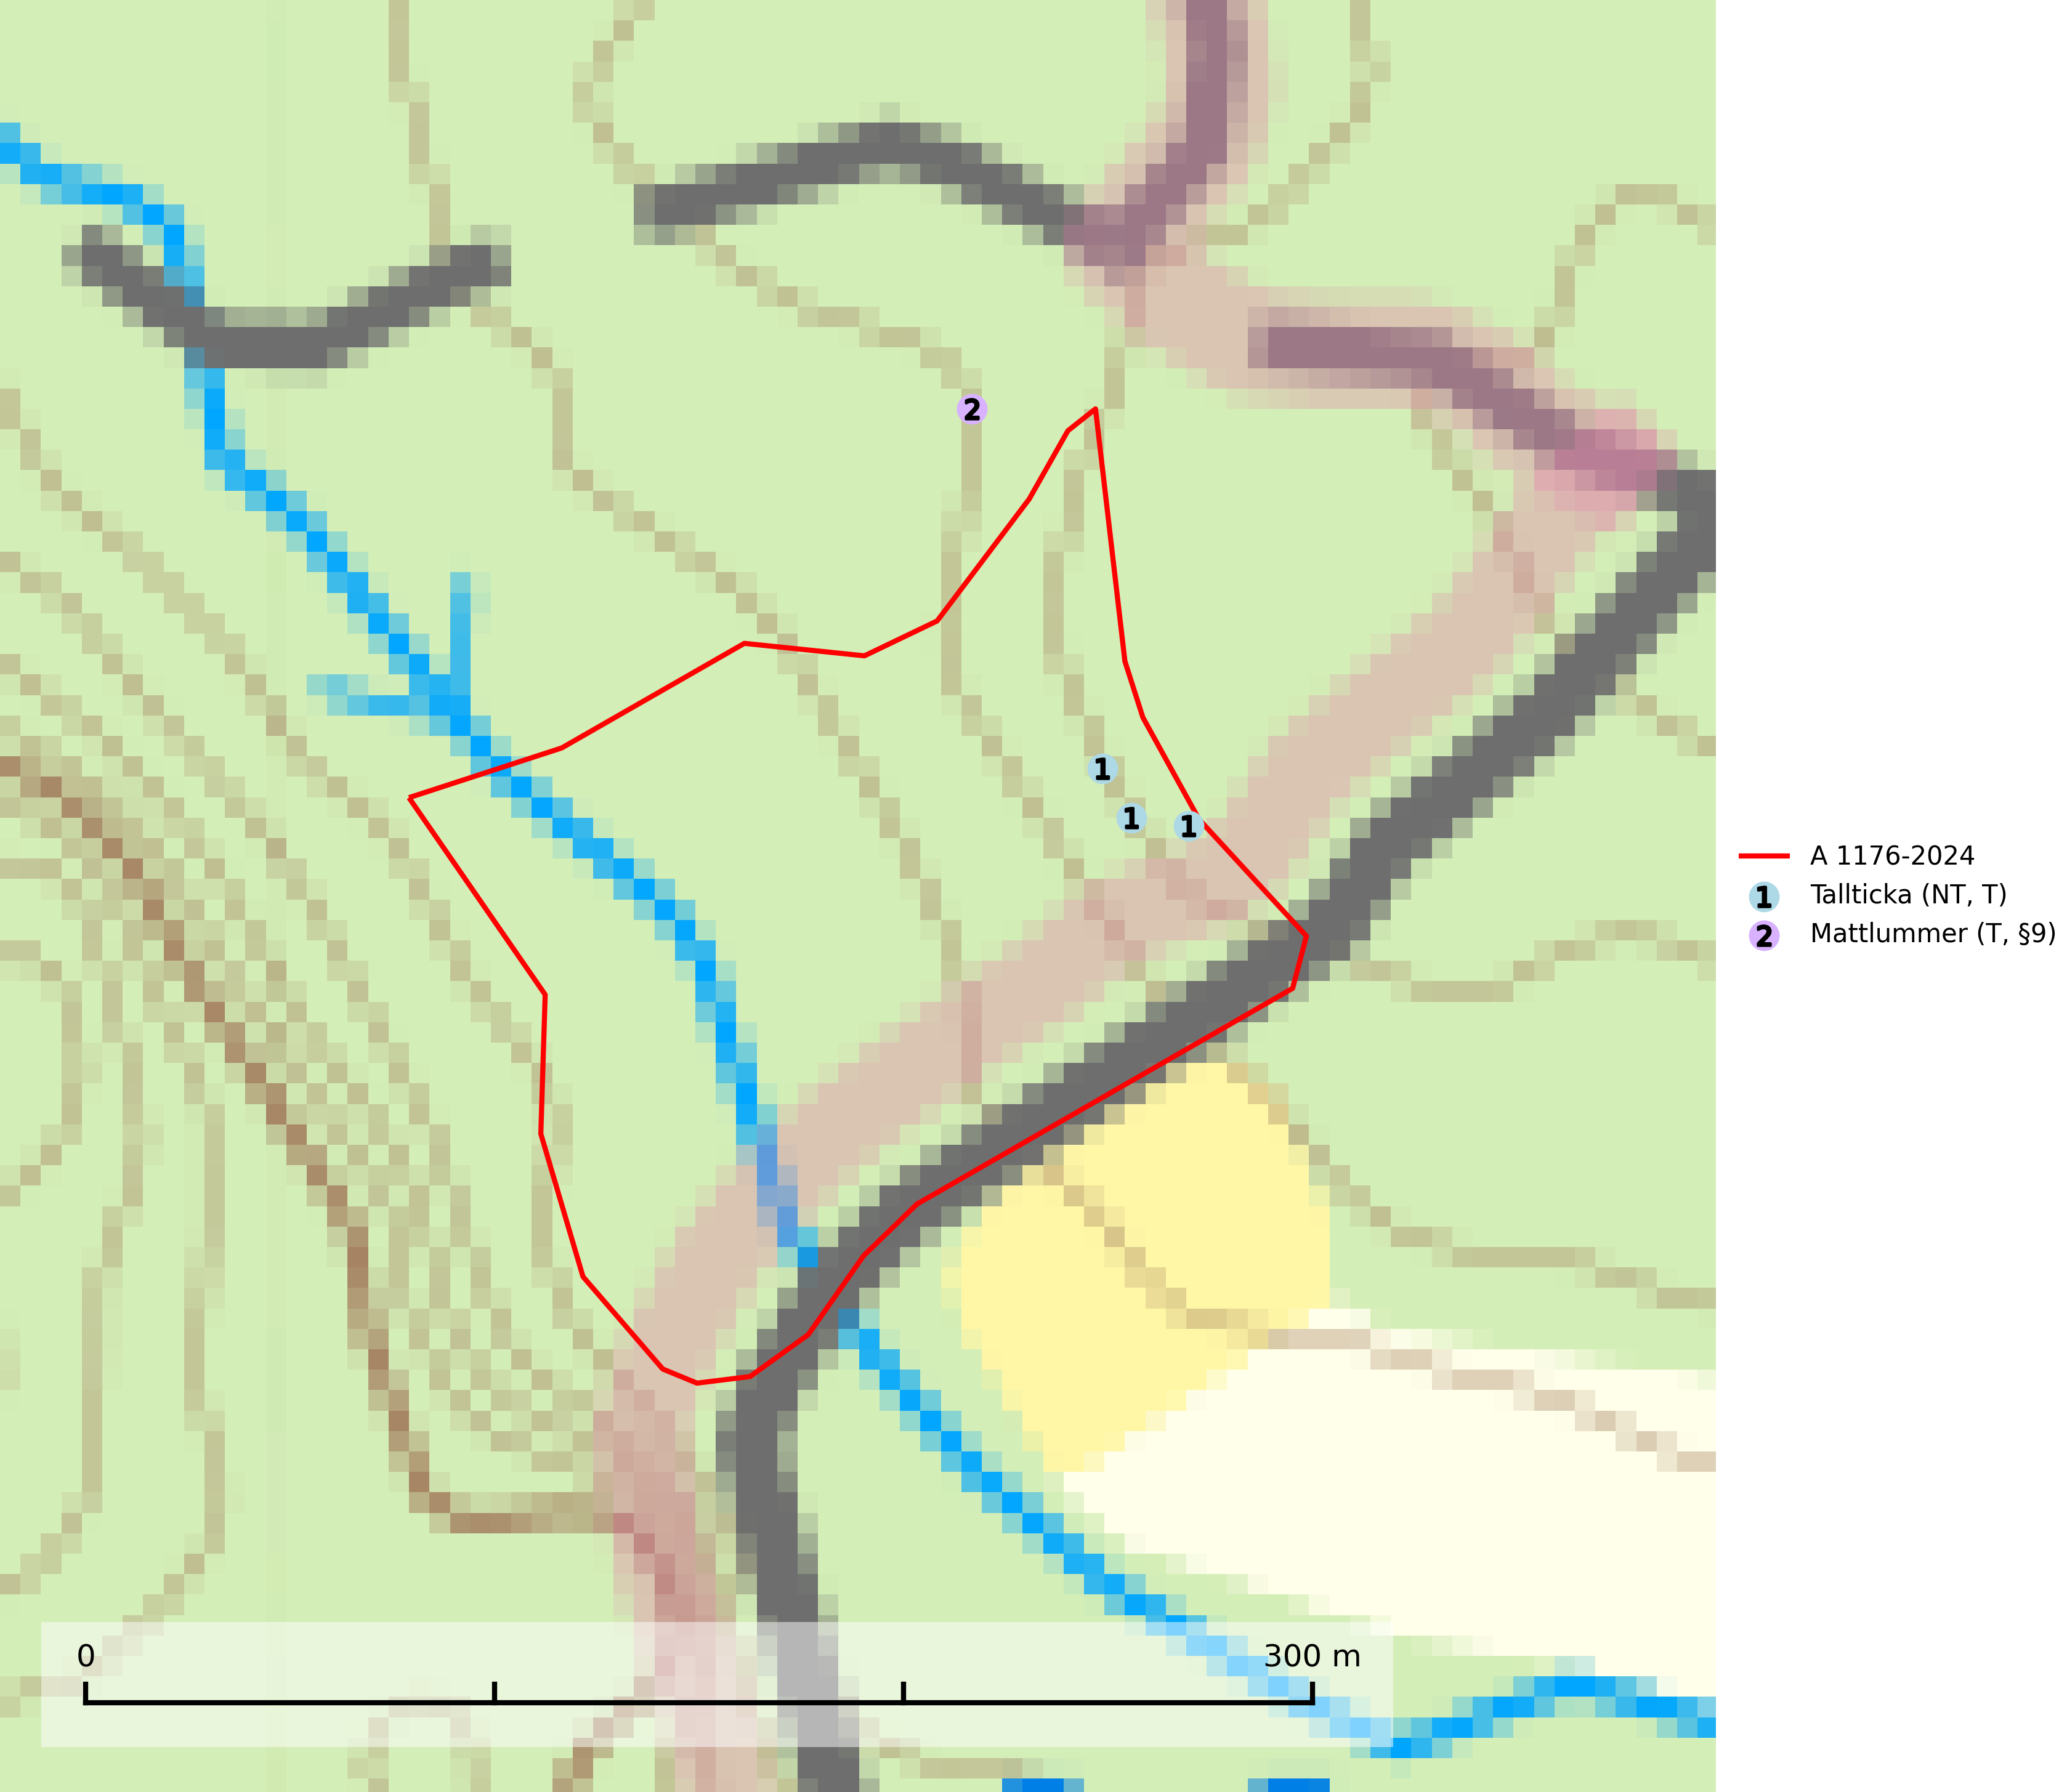 2
1
1
1
A 1176-2024
1 Tallticka (NT, T)
2 Mattlummer (T, §9)
0 300 m